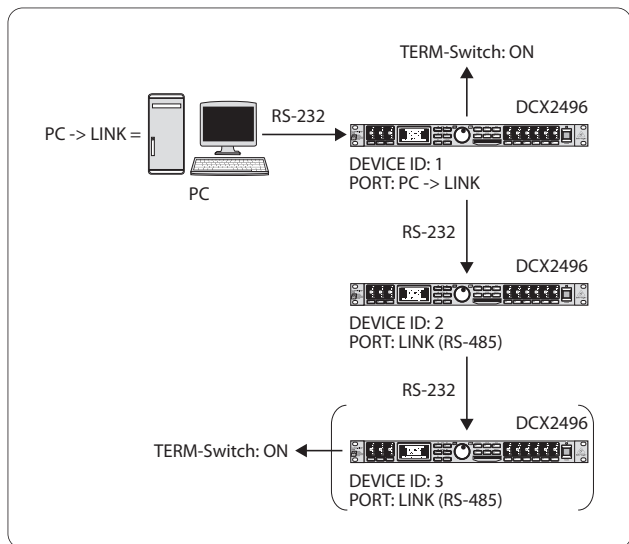 TERM-Switch: ON
DCX2496
RS-232
PC -> LINK =
PC
DEVICE ID: 1
PORT: PC -> LINK
RS-232
DCX2496
DEVICE ID: 2
PORT: LINK (RS-485)
RS-232
DCX2496
TERM-Switch: ON
DEVICE ID: 3
PORT: LINK (RS-485)